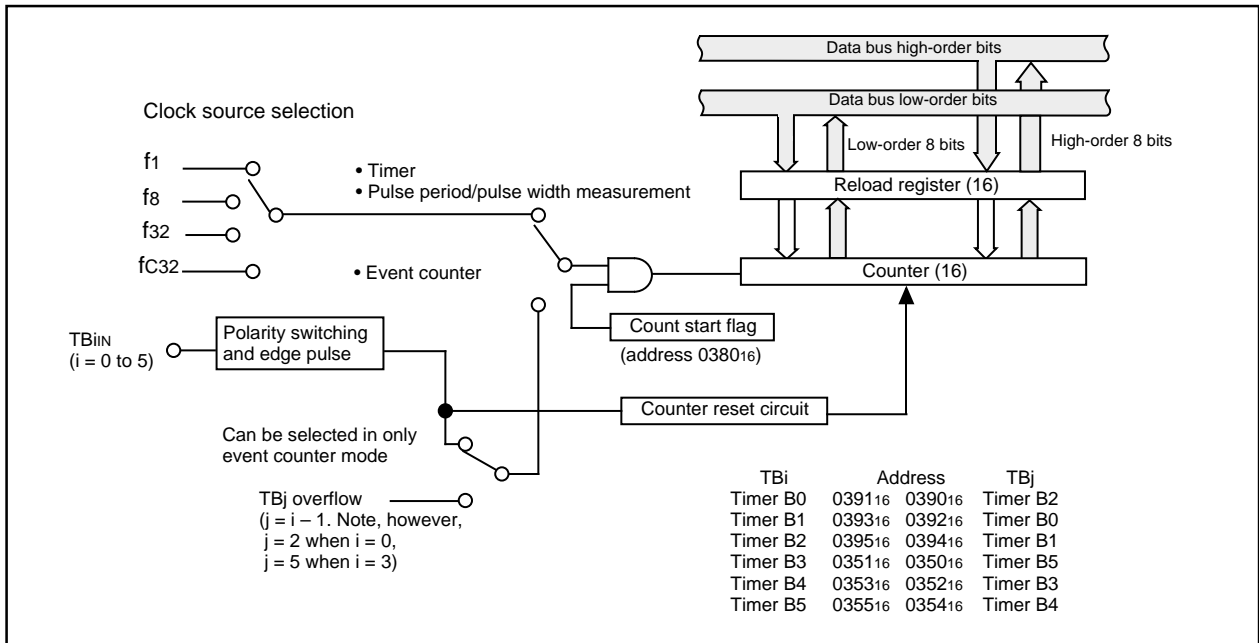 Data bus high-order bits
Data bus low-order bits
Clock source selection
Low-order 8 bits
High-order 8 bits
f1
• Timer
• Pulse period/pulse width measurement
Reload register (16)
f8
f32
fC32
• Event counter
Counter (16)
TBiIN
(i = 0 to 5)
Polarity switching
and edge pulse
Count start flag
(address 038016)
Counter reset circuit
Can be selected in only
event counter mode
TBj overflow
(j = i – 1. Note, however,
j = 2 when i = 0,
j = 5 when i = 3)
TBi Address TBj
Timer B0 039116 039016 Timer B2
Timer B1 039316 039216 Timer B0
Timer B2 039516 039416 Timer B1
Timer B3 035116 035016 Timer B5
Timer B4 035316 035216 Timer B3
Timer B5 035516 035416 Timer B4